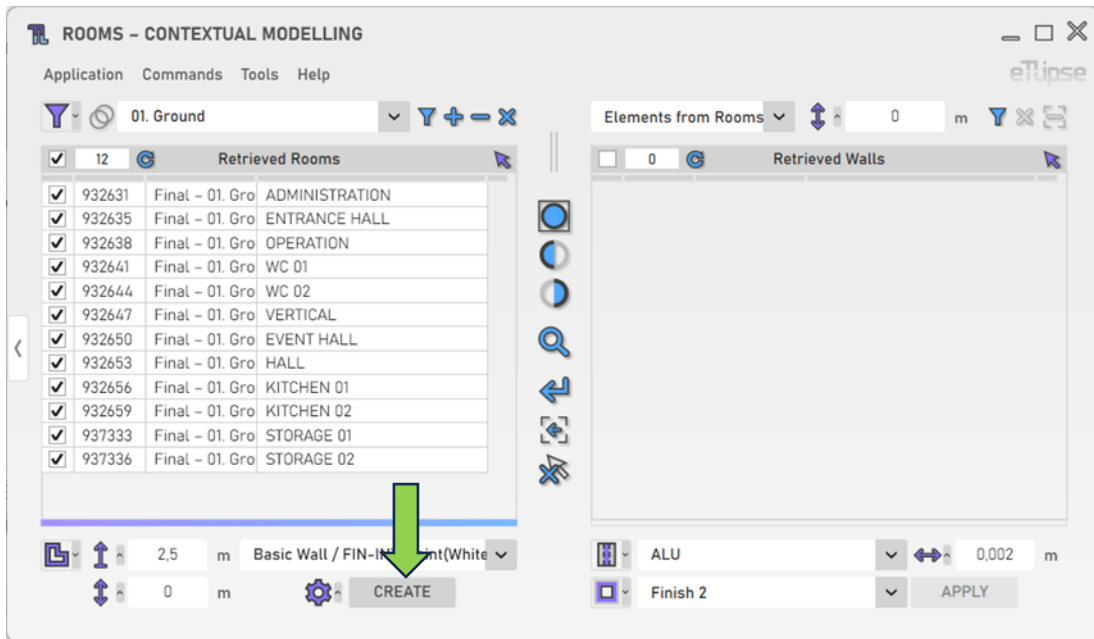 ROOMS – CONTEXTUAL MODELLING
Application Commands Tools Help
eTLipse
01. Ground
Elements from Rooms 0 m
12 Retrieved Rooms
0 Retrieved Walls
932631 Final – 01. Gro ADMINISTRATION
932635 Final – 01. Gro ENTRANCE HALL
932638 Final – 01. Gro OPERATION
932641 Final – 01. Gro WC 01
932644 Final – 01. Gro WC 02
932647 Final – 01. Gro VERTICAL
932650 Final – 01. Gro EVENT HALL
932653 Final – 01. Gro HALL
932656 Final – 01. Gro KITCHEN 01
932659 Final – 01. Gro KITCHEN 02
937333 Final – 01. Gro STORAGE 01
937336 Final – 01. Gro STORAGE 02
2,5 m Basic Wall / int(White
ALU 0,002 m
0 m CREATE
Finish 2 APPLY